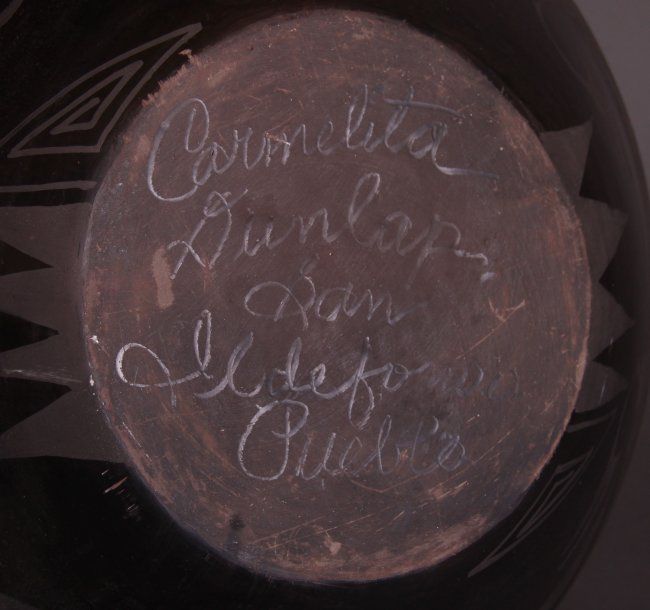 Carmelita
Dunlap,
San
Ildefonso
Pueblo